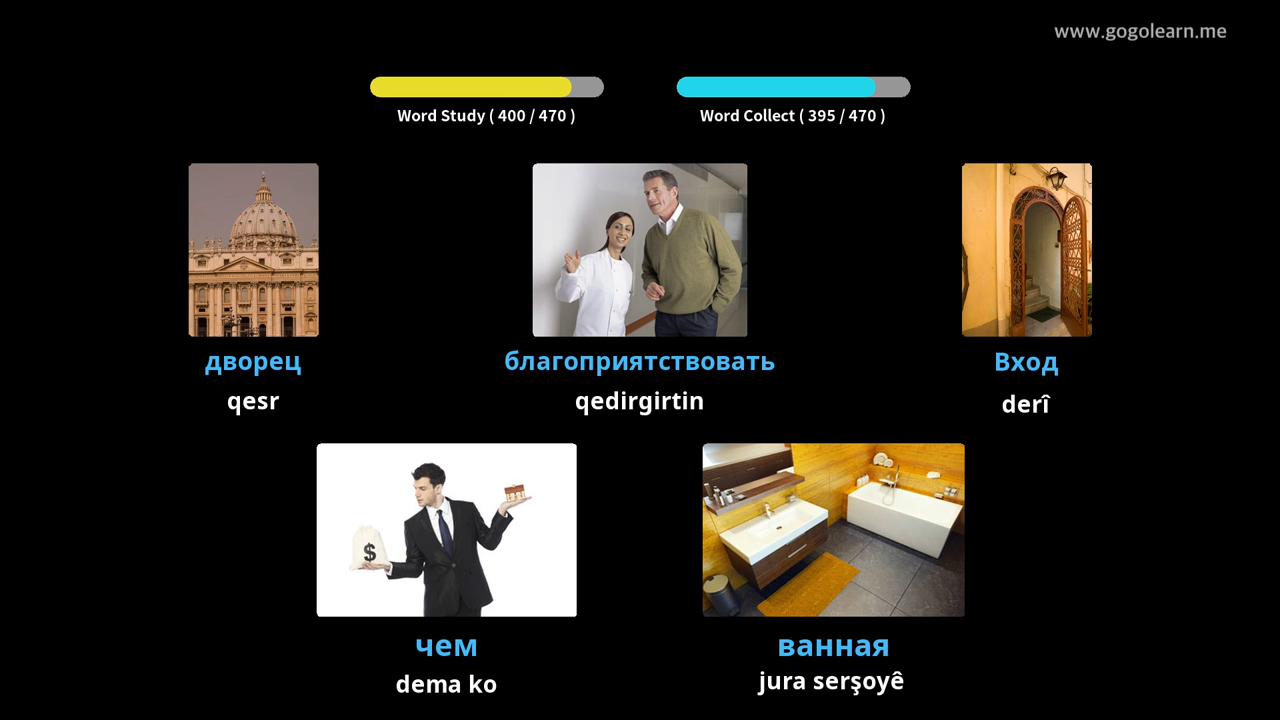 www.gogolearn.me
Word Study ( 400 / 470 )
Word Collect ( 395 / 470 )
дворец
благоприятствовать
Вход
qesr
qedirgirtin
derî
$
чем
ванная
dema ko
jura serşoyê